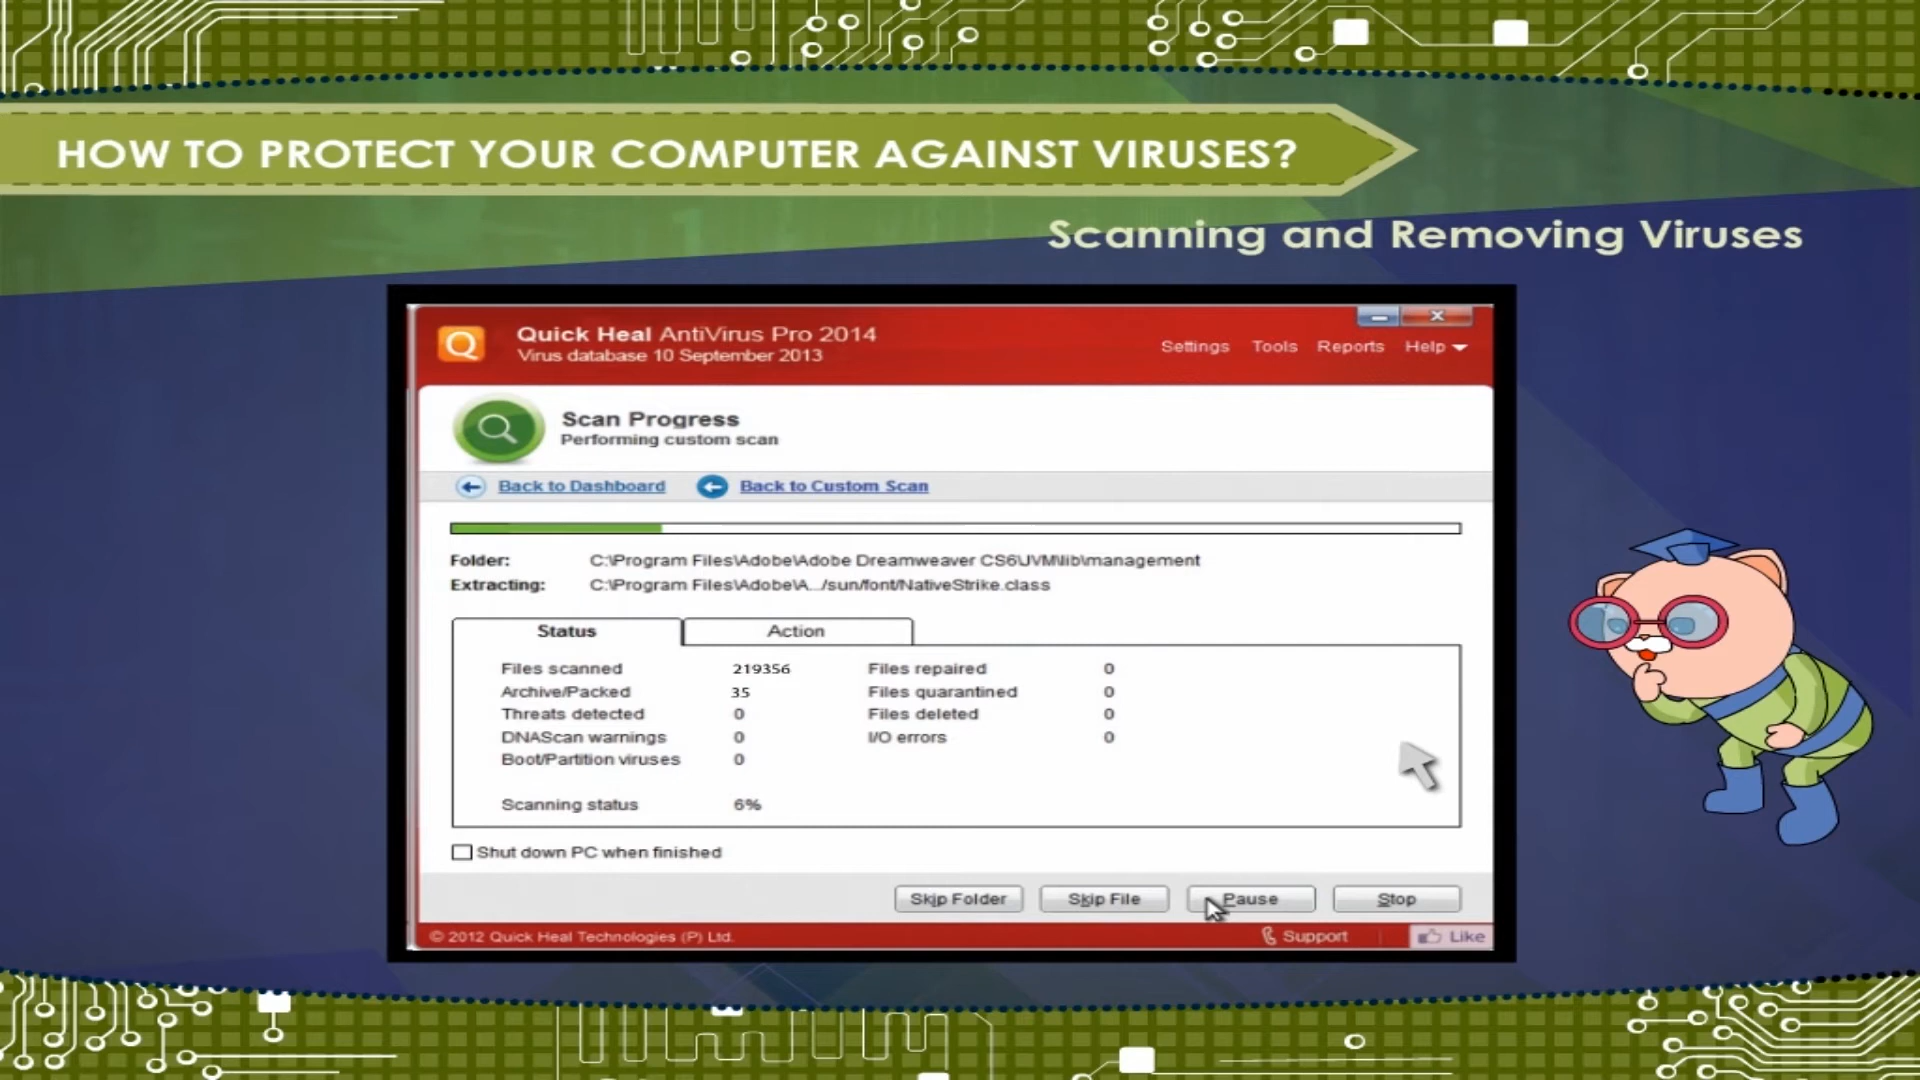 HOW TO PROTECT YOUR COMPUTER AGAINST VIRUSES?
Scanning and Removing Viruses
Q
Quick Heal AntiVirus Pro 2014
Virus database 10 September 2013
Settings Tools Reports Help
Scan Progress
Performing custom scan
Back to Dashboard Back to Custom Scan
Folder: C:\Program Files\Adobe\Adobe Dreamweaver CS6\JVM\lib\management
Extracting: C:\Program Files\Adobe\A.../sun/font/NativeStrike.class
Status Action
Files scanned 219356 Files repaired 0
Archive/Packed 35 Files quarantined 0
Threats detected 0 Files deleted 0
DNAScan warnings 0 I/O errors 0
Boot/Partition viruses 0
Scanning status 6%
Shut down PC when finished
Skip Folder Skip File Pause Stop
© 2012 Quick Heal Technologies (P) Ltd. Support Like